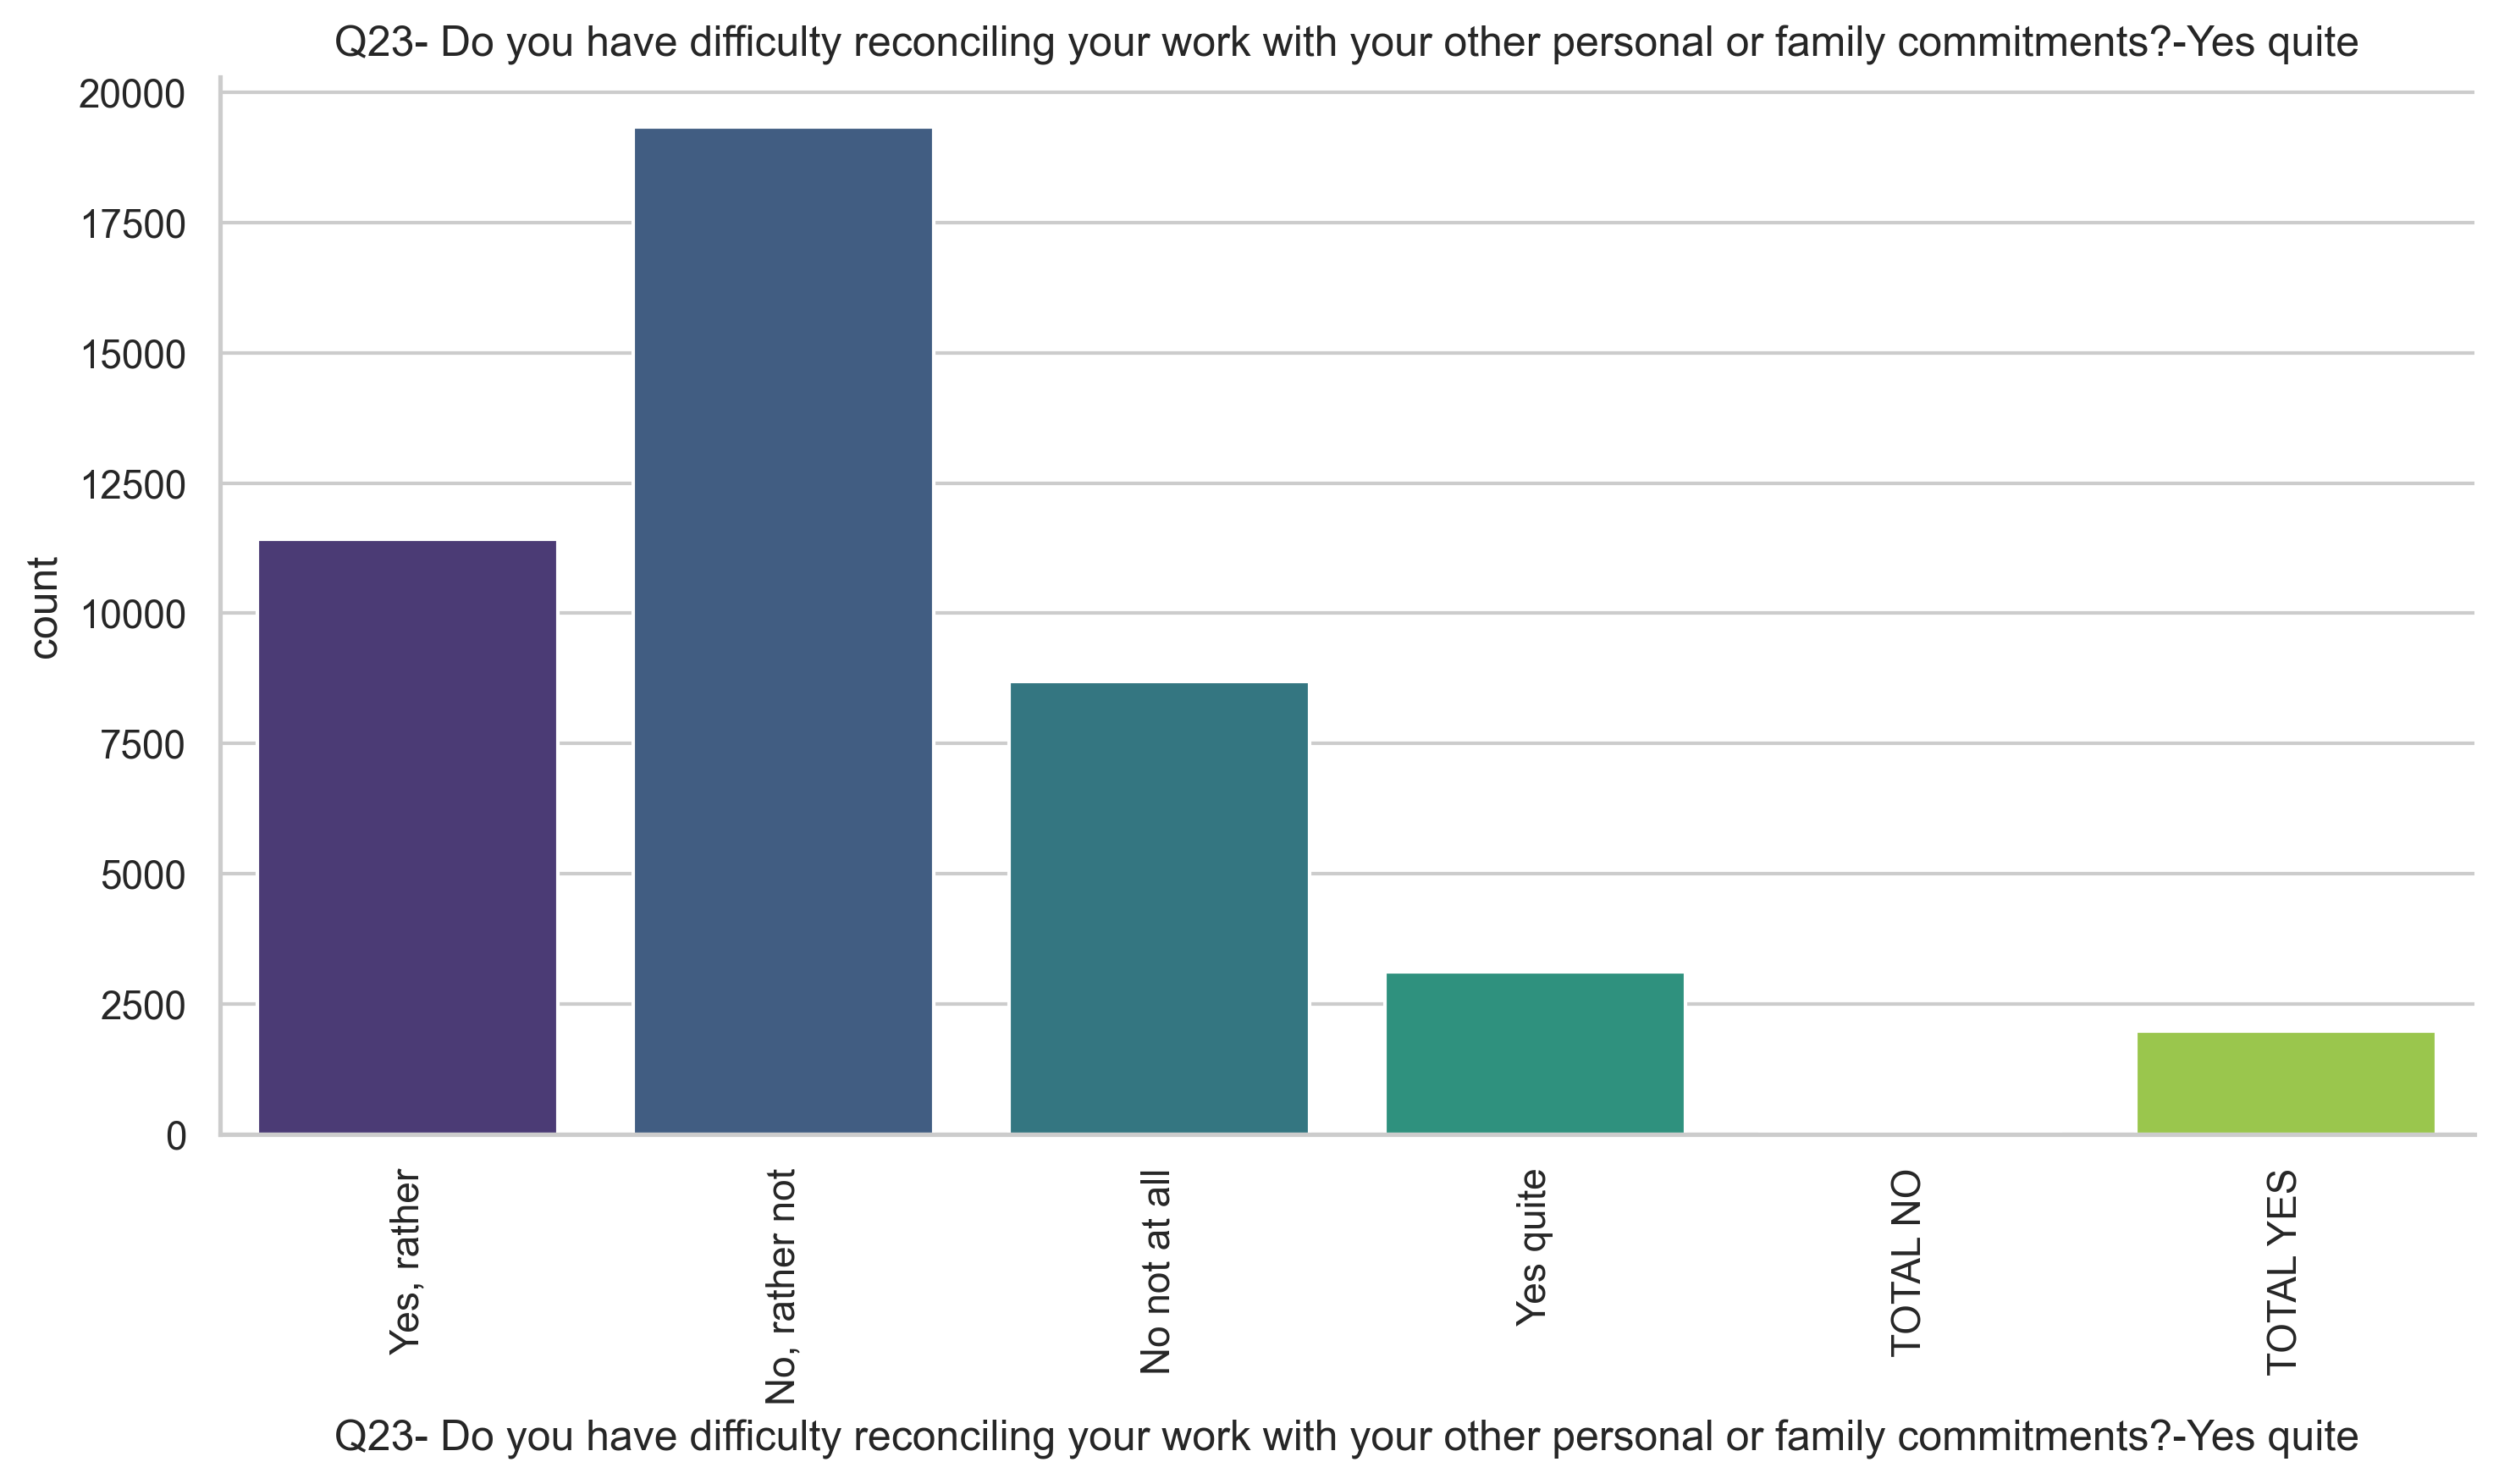 Q23- Do you have difficulty reconciling your work with your other personal or family commitments?-Yes quite
20000
17500
15000
12500
10000
7500
5000
2500
0
count
Yes, rather
No, rather not
No not at all
Yes quite
TOTAL NO
TOTAL YES
Q23- Do you have difficulty reconciling your work with your other personal or family commitments?-Yes quite